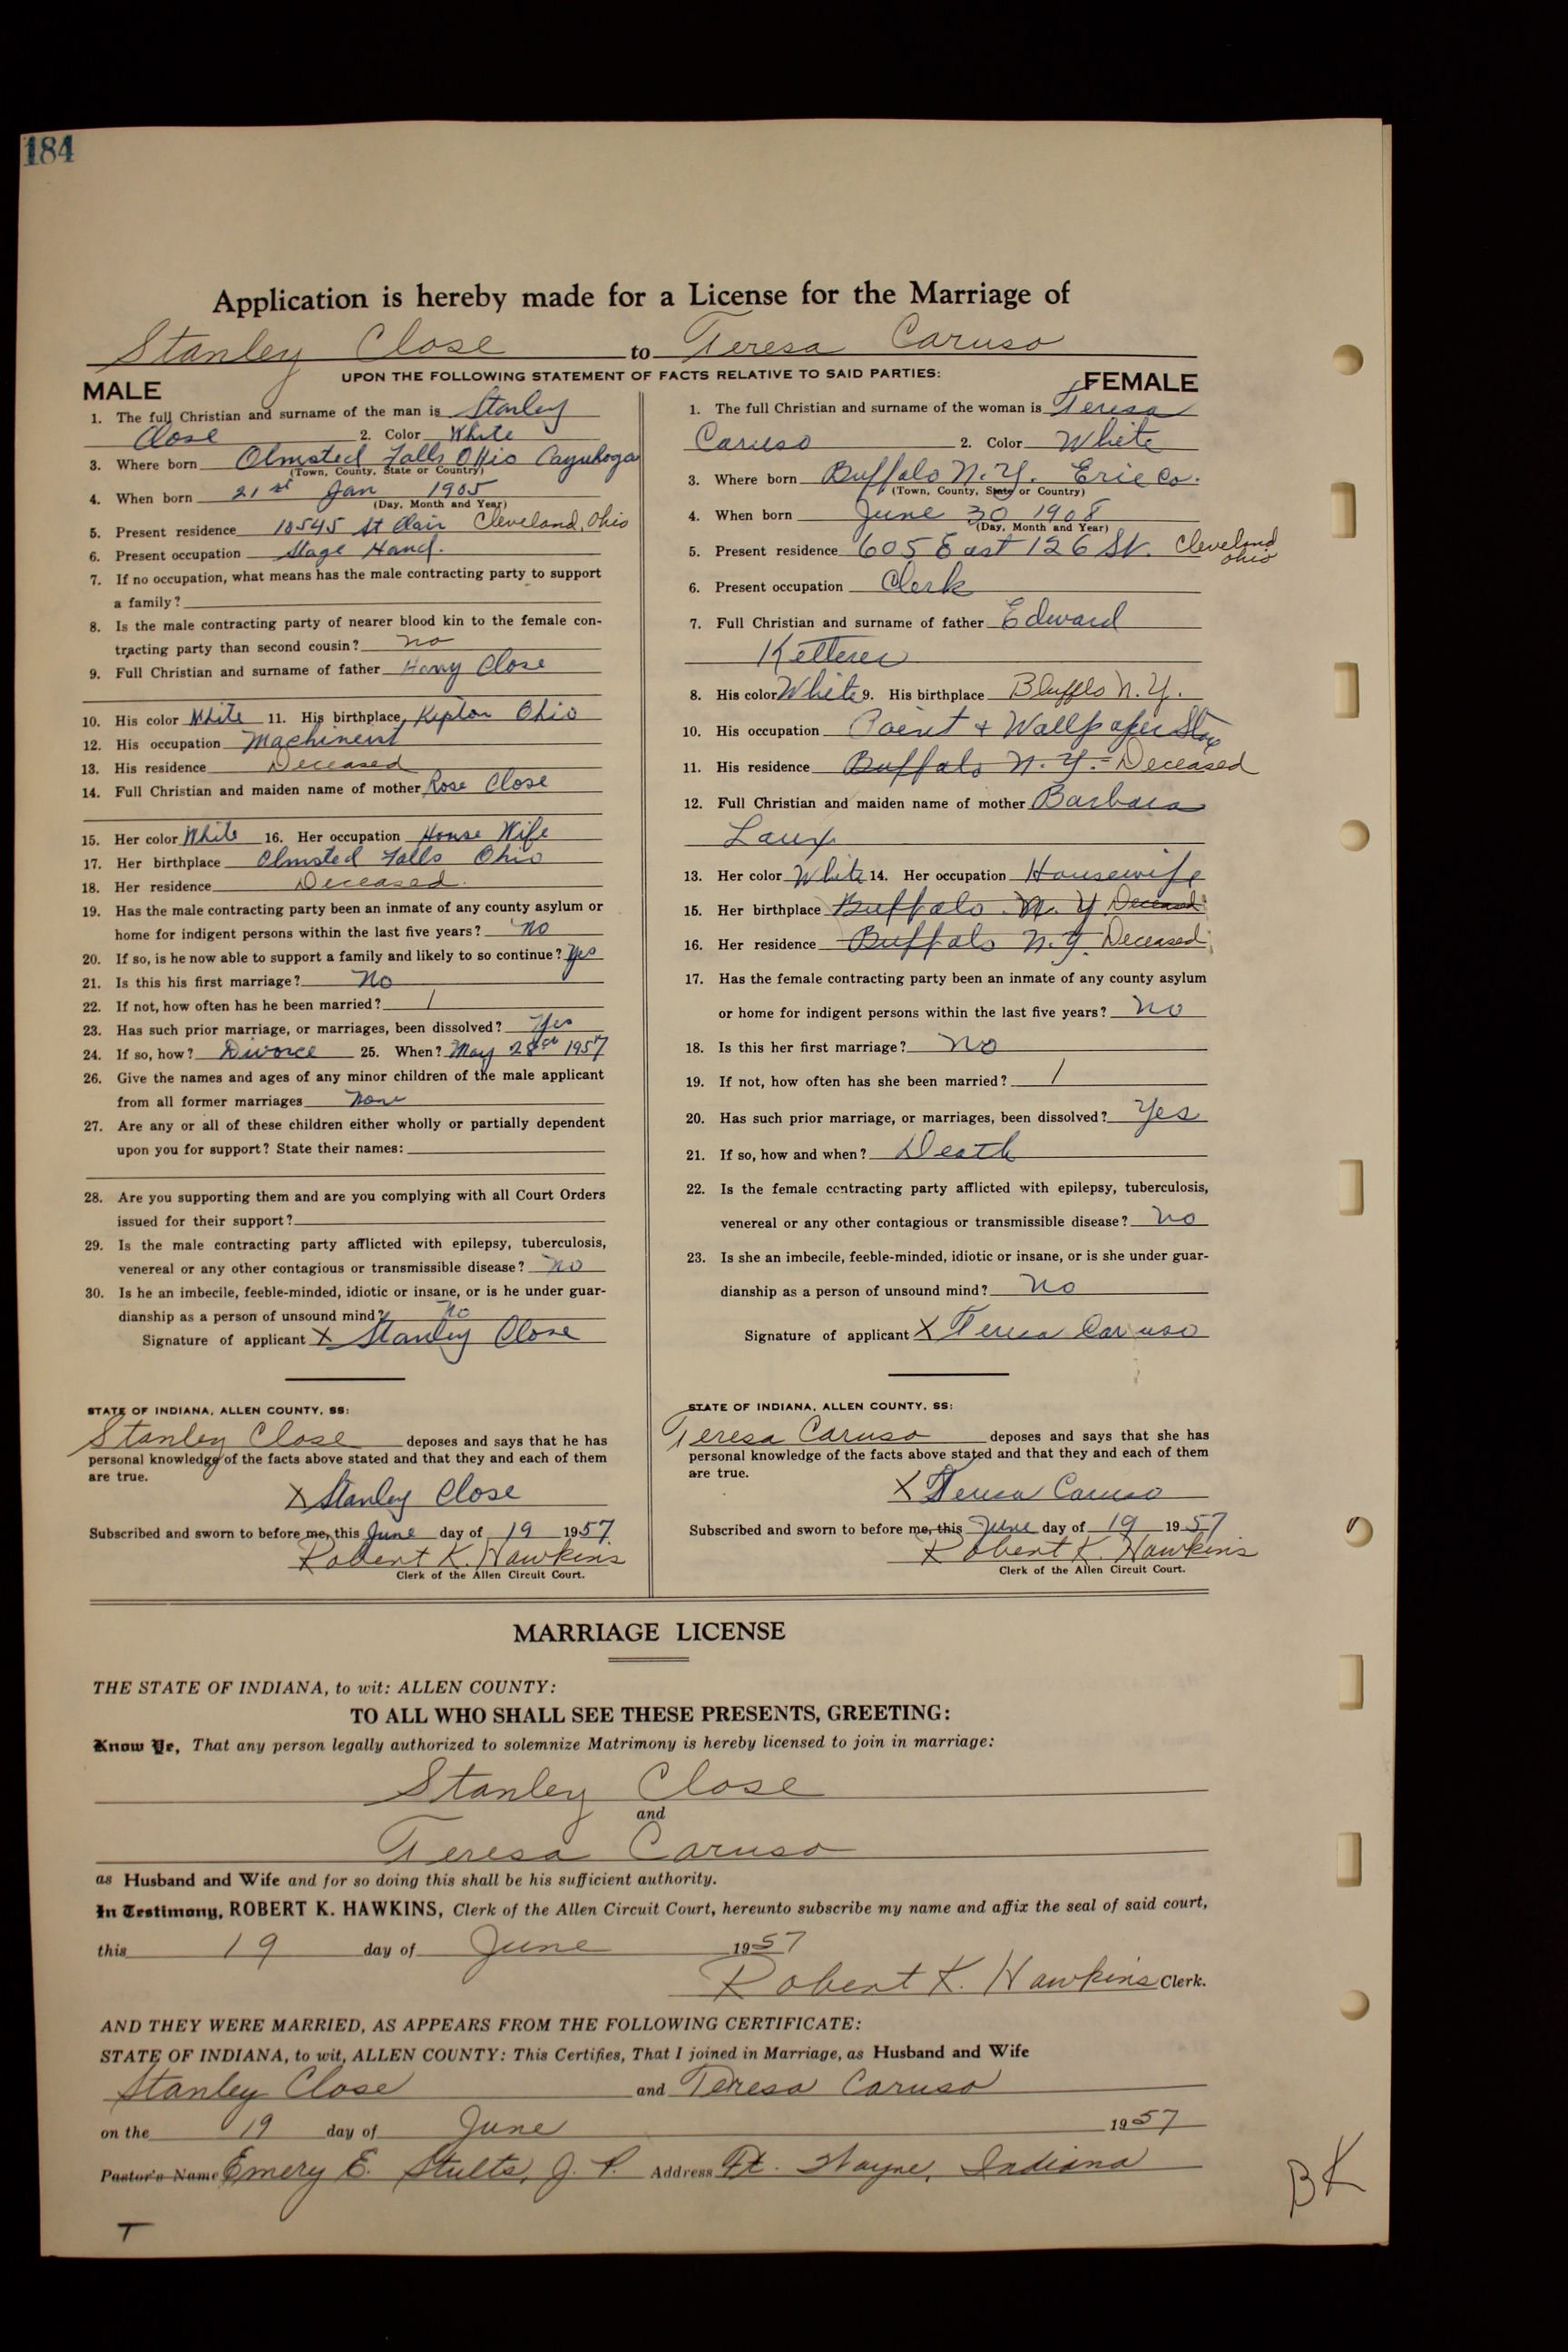 184
Application is hereby made for a License for the Marriage of
Stanley Close to Teresa Caruso
UPON THE FOLLOWING STATEMENT OF FACTS RELATIVE TO SAID PARTIES:
MALE
1. The full Christian and surname of the man is Stanley
Close 2. Color White
3. Where born Olmsted Falls Ohio Cayuhoga
(Town, County, State or Country)
4. When born 21st Jan 1905
(Day, Month and Year)
5. Present residence 10545 St Clair Cleveland, Ohio
6. Present occupation Stage Hand.
7. If no occupation, what means has the male contracting party to support
a family?
8. Is the male contracting party of nearer blood kin to the female con-
tracting party than second cousin? no
9. Full Christian and surname of father Harry Close
10. His color White 11. His birthplace Kipton Ohio
12. His occupation Machinest
13. His residence Deceased
14. Full Christian and maiden name of mother Rose Close
15. Her color White 16. Her occupation House Wife
17. Her birthplace Olmsted Falls Ohio
18. Her residence Deceased.
19. Has the male contracting party been an inmate of any county asylum or
home for indigent persons within the last five years? no
20. If so, is he now able to support a family and likely to so continue? Yes
21. Is this his first marriage? No
22. If not, how often has he been married? 1
23. Has such prior marriage, or marriages, been dissolved? Yes
24. If so, how? Divorce 25. When? May 28th 1957
26. Give the names and ages of any minor children of the male applicant
from all former marriages None
27. Are any or all of these children either wholly or partially dependent
upon you for support? State their names:
28. Are you supporting them and are you complying with all Court Orders
issued for their support?
29. Is the male contracting party afflicted with epilepsy, tuberculosis,
venereal or any other contagious or transmissible disease? no
30. Is he an imbecile, feeble-minded, idiotic or insane, or is he under guar-
dianship as a person of unsound mind? No
Signature of applicant X Stanley Close
STATE OF INDIANA, ALLEN COUNTY, SS:
Stanley Close deposes and says that he has
personal knowledge of the facts above stated and that they and each of them
are true.
X Stanley Close
Subscribed and sworn to before me, this June day of 19 1957.
Robert K. Hawkins
Clerk of the Allen Circuit Court.
FEMALE
1. The full Christian and surname of the woman is Teresa
Caruso 2. Color White
3. Where born Buffalo N.Y. Erie Co.
(Town, County, State or Country)
4. When born June 30 1908
(Day, Month and Year)
5. Present residence 605 East 126 St. Cleveland
Ohio
6. Present occupation Clerk
7. Full Christian and surname of father Edward
Ketterer
8. His color White 9. His birthplace Blufflo N.Y.
10. His occupation Paint + Wallpaper Store
11. His residence Buffalo N.Y. - Deceased
12. Full Christian and maiden name of mother Barbara
Laux
13. Her color White 14. Her occupation Housewife
15. Her birthplace Buffalo N.Y Deceased
16. Her residence Buffalo N.Y. Deceased
17. Has the female contracting party been an inmate of any county asylum
or home for indigent persons within the last five years? no
18. Is this her first marriage? No
19. If not, how often has she been married? 1
20. Has such prior marriage, or marriages, been dissolved? Yes
21. If so, how and when? Death
22. Is the female contracting party afflicted with epilepsy, tuberculosis,
venereal or any other contagious or transmissible disease? no
23. Is she an imbecile, feeble-minded, idiotic or insane, or is she under guar-
dianship as a person of unsound mind? no
Signature of applicant X Teresa Caruso
STATE OF INDIANA, ALLEN COUNTY, SS:
Teresa Caruso deposes and says that she has
personal knowledge of the facts above stated and that they and each of them
are true.
X Teresa Caruso
Subscribed and sworn to before me, this June day of 19 1957
Robert K. Hawkins
Clerk of the Allen Circuit Court.
MARRIAGE LICENSE
THE STATE OF INDIANA, to wit: ALLEN COUNTY:
TO ALL WHO SHALL SEE THESE PRESENTS, GREETING:
Know Ye, That any person legally authorized to solemnize Matrimony is hereby licensed to join in marriage:
Stanley Close
and
Teresa Caruso
as Husband and Wife and for so doing this shall be his sufficient authority.
In Testimony, ROBERT K. HAWKINS, Clerk of the Allen Circuit Court, hereunto subscribe my name and affix the seal of said court,
this 19 day of June 1957
Robert K. Hawkins Clerk.
AND THEY WERE MARRIED, AS APPEARS FROM THE FOLLOWING CERTIFICATE:
STATE OF INDIANA, to wit, ALLEN COUNTY: This Certifies, That I joined in Marriage, as Husband and Wife
Stanley Close and Teresa Caruso
on the 19 day of June 1957
Pastor's Name Emery E. Stults, J. P. Address Ft. Wayne, Indiana
BK
T